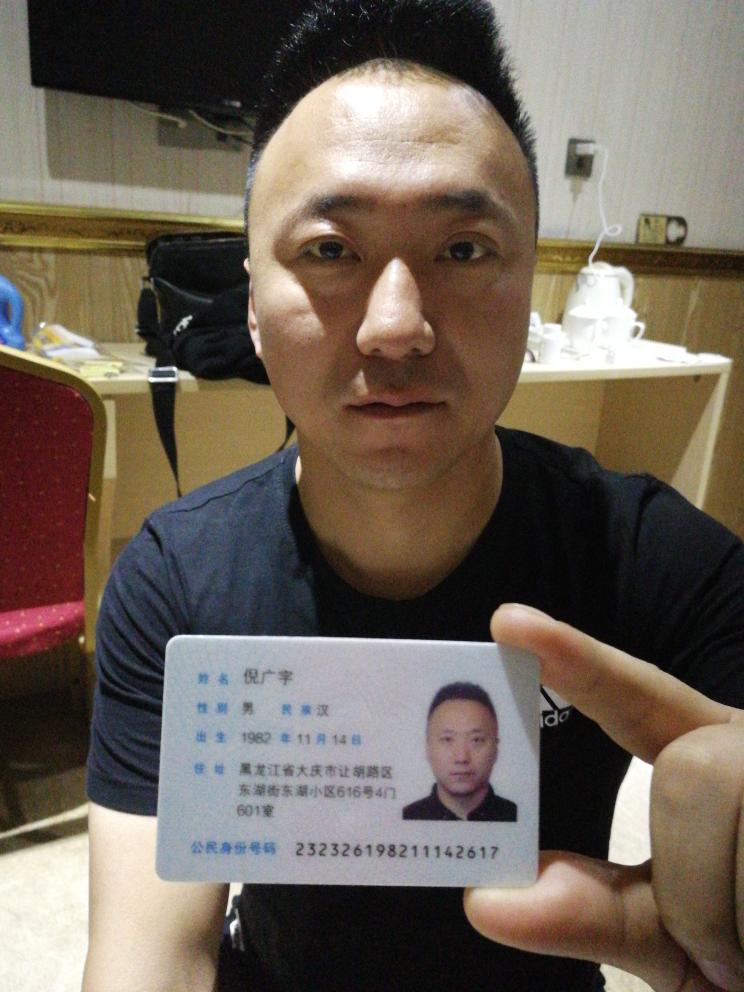 姓名 倪广宇
性别 男 民族 汉
出生 1982 年 11 月 14 日
住址 黑龙江省大庆市让胡路区
东湖街东湖小区616号4门
601室
公民身份号码 232326198211142617